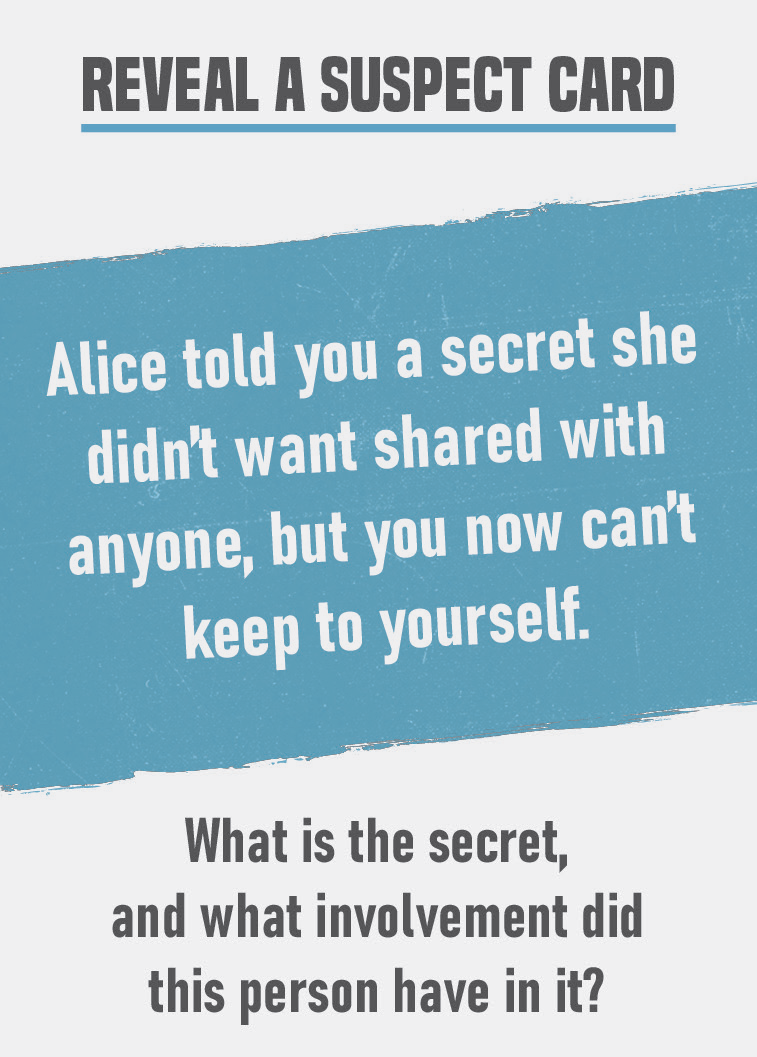 REVEAL A SUSPECT CARD
Alice told you a secret she
didn't want shared with
anyone, but you now can't
keep to yourself.
What is the secret,
and what involvement did
this person have in it?